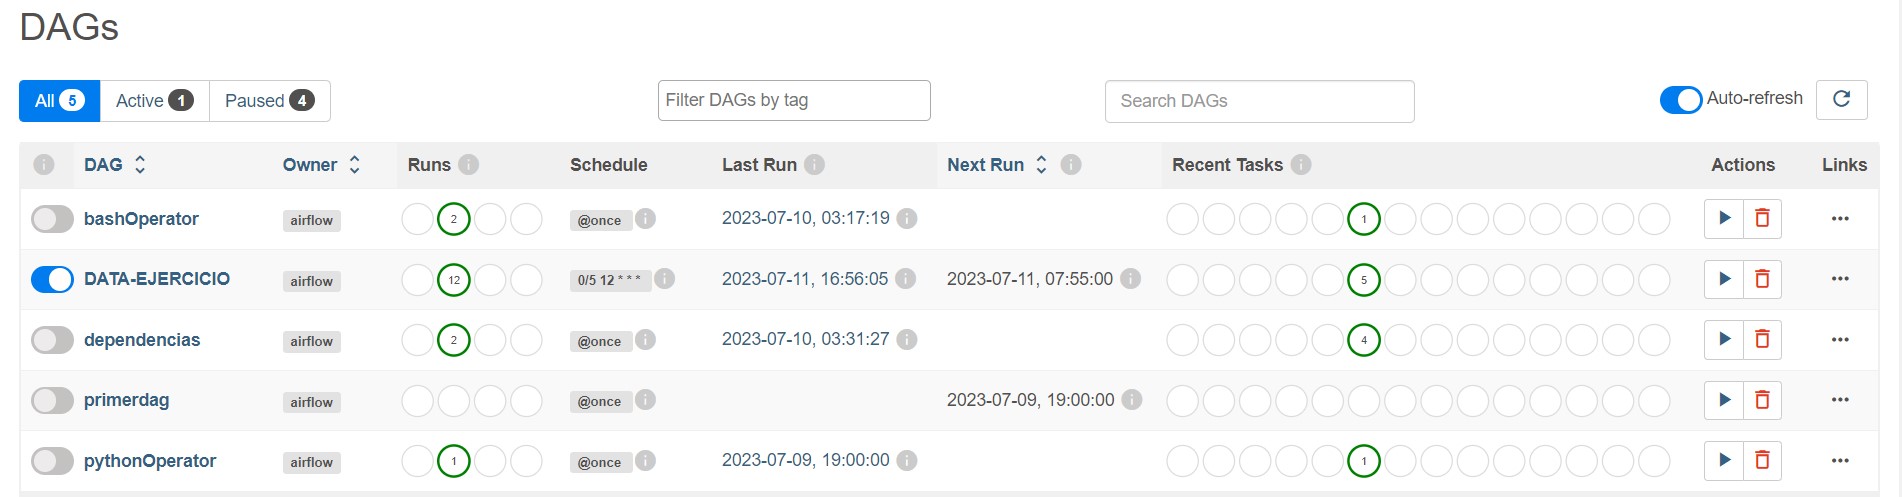 DAGs
All 5 Active 1 Paused 4 Filter DAGs by tag Search DAGs Auto-refresh
DAG Owner Runs Schedule Last Run Next Run Recent Tasks Actions Links
bashOperator airflow 2 @once 2023-07-10, 03:17:19 1
DATA-EJERCICIO airflow 12 0/5 12 * * * 2023-07-11, 16:56:05 2023-07-11, 07:55:00 5
dependencias airflow 2 @once 2023-07-10, 03:31:27 4
primerdag airflow @once 2023-07-09, 19:00:00
pythonOperator airflow 1 @once 2023-07-09, 19:00:00 1